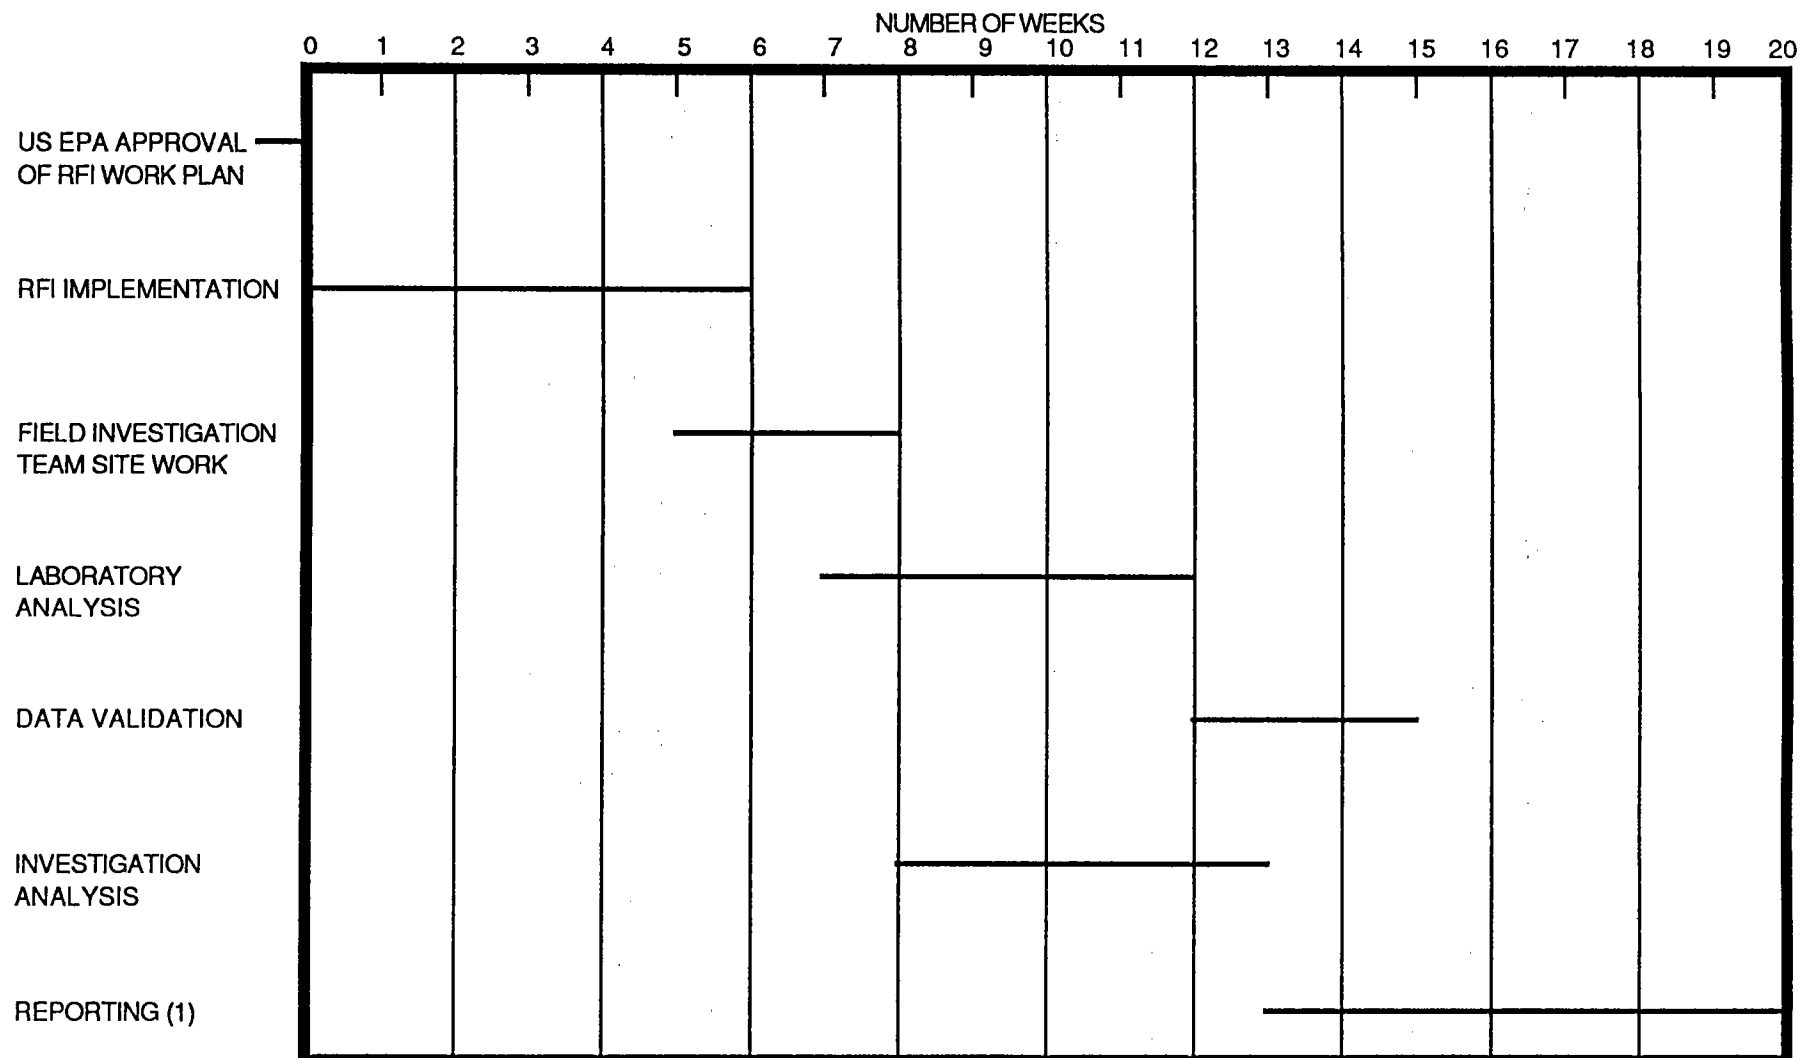 NUMBER OF WEEKS
0 1 2 3 4 5 6 7 8 9 10 11 12 13 14 15 16 17 18 19 20
US EPA APPROVAL
OF RFI WORK PLAN
RFI IMPLEMENTATION
FIELD INVESTIGATION
TEAM SITE WORK
LABORATORY
ANALYSIS
DATA VALIDATION
INVESTIGATION
ANALYSIS
REPORTING (1)